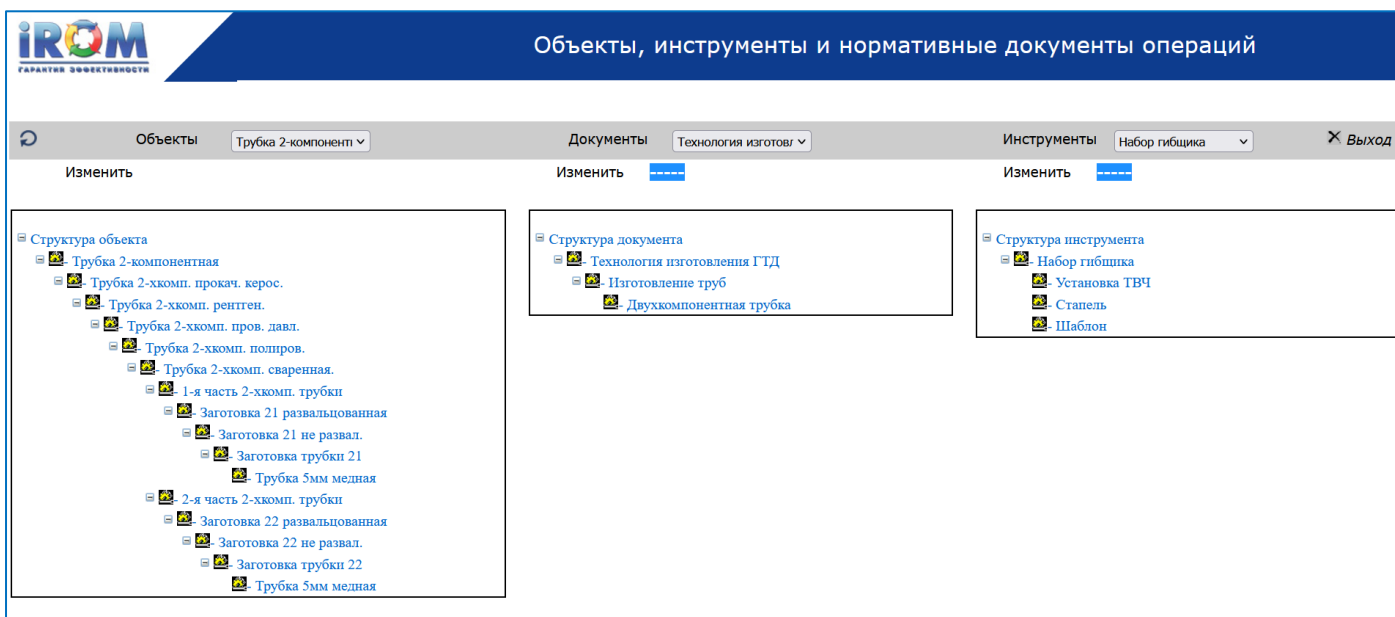 iROM
ГАРАНТИЯ ЭФФЕКТИВНОСТИ
Объекты, инструменты и нормативные документы операций
Объекты Трубка 2-компонентı Документы Технология изготовл Инструменты Набор гибщика Выход
Изменить Изменить ----- Изменить -----
Структура объекта
- Трубка 2-компонентная
- Трубка 2-хкомп. прокач. керос.
- Трубка 2-хкомп. рентген.
- Трубка 2-хкомп. пров. давл.
- Трубка 2-хкомп. полиров.
- Трубка 2-хкомп. сваренная.
- 1-я часть 2-хкомп. трубки
- Заготовка 21 развальцованная
- Заготовка 21 не развал.
- Заготовка трубки 21
- Трубка 5мм медная
- 2-я часть 2-хкомп. трубки
- Заготовка 22 развальцованная
- Заготовка 22 не развал.
- Заготовка трубки 22
- Трубка 5мм медная
Структура документа
- Технология изготовления ГТД
- Изготовление труб
- Двухкомпонентная трубка
Структура инструмента
- Набор гибщика
- Установка ТВЧ
- Стапель
- Шаблон